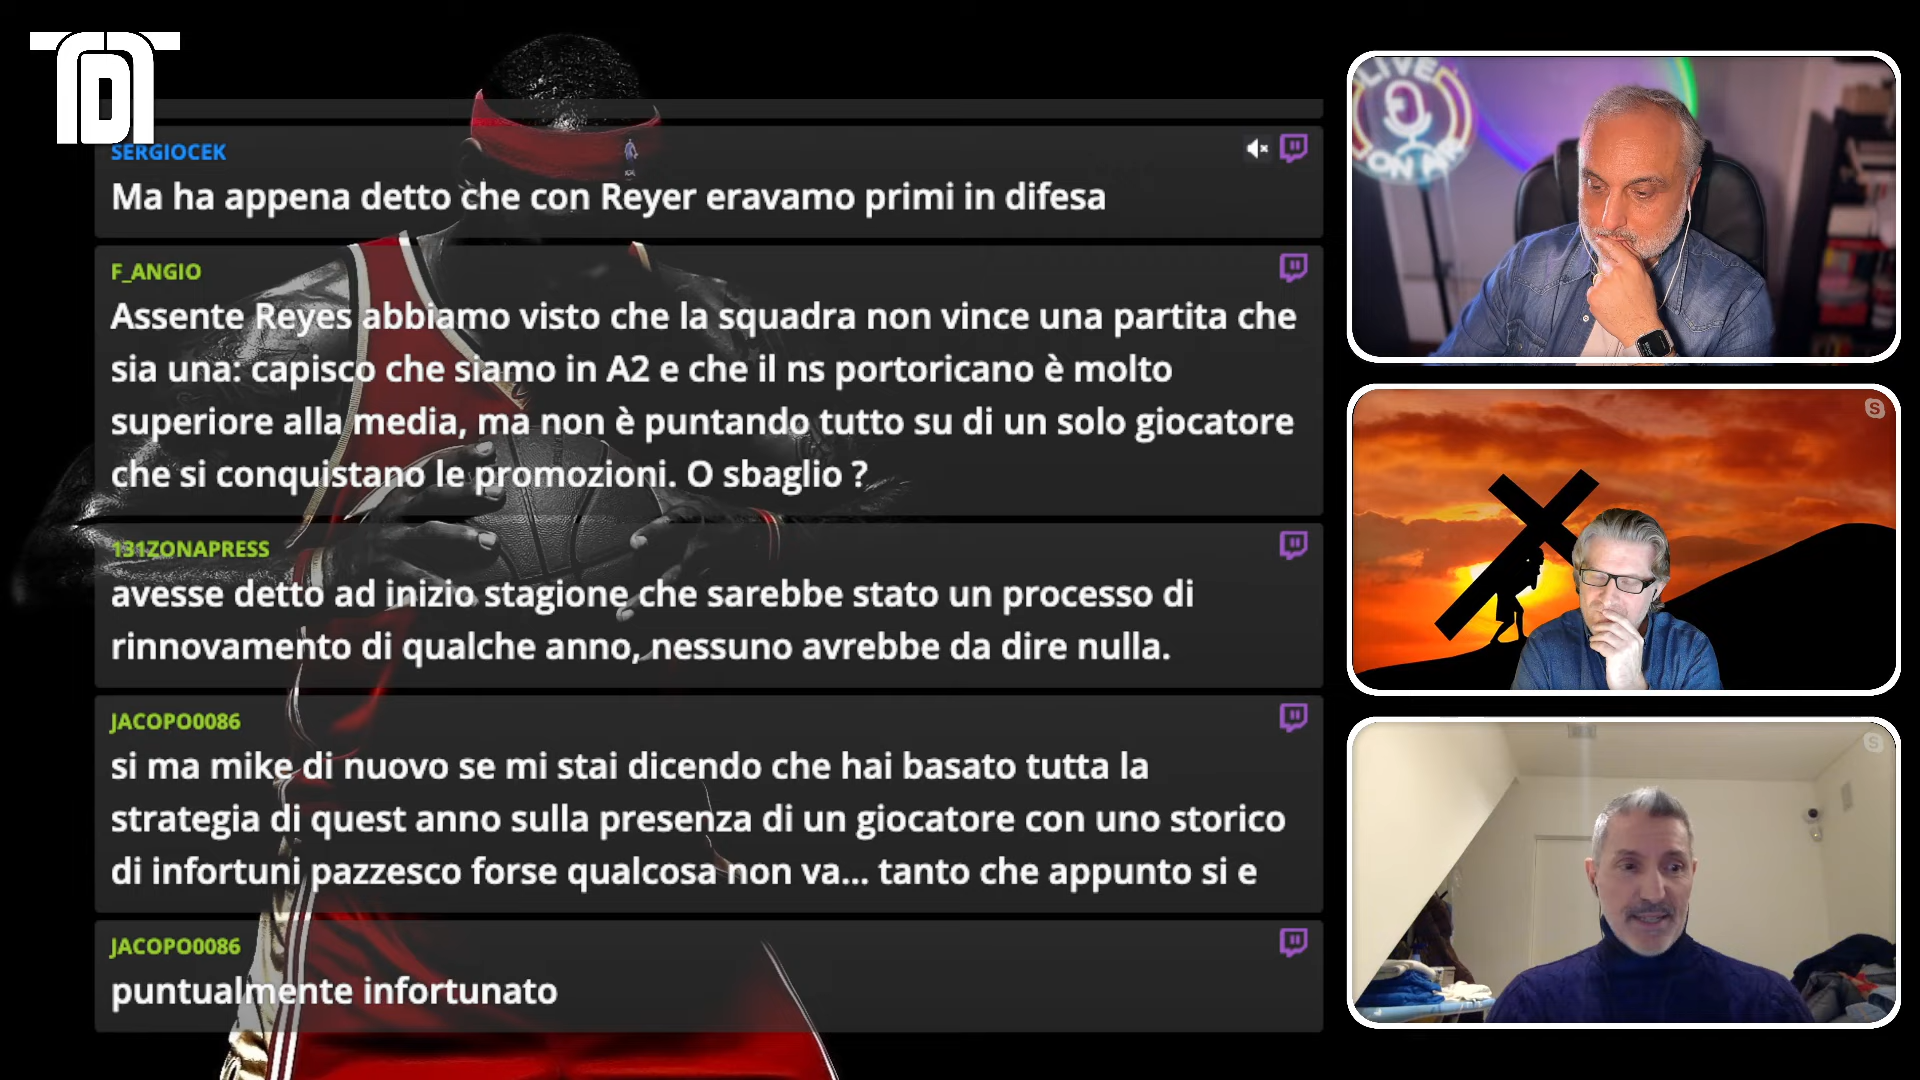 TDT
SERGIOCEK
Ma ha appena detto che con Reyer eravamo primi in difesa
F_ANGIO
Assente Reyes abbiamo visto che la squadra non vince una partita che
sia una: capisco che siamo in A2 e che il ns portoricano è molto
superiore alla media, ma non è puntando tutto su di un solo giocatore
che si conquistano le promozioni. O sbaglio ?
131ZONAPRESS
avesse detto ad inizio stagione che sarebbe stato un processo di
rinnovamento di qualche anno, nessuno avrebbe da dire nulla.
JACOPO0086
si ma mike di nuovo se mi stai dicendo che hai basato tutta la
strategia di quest anno sulla presenza di un giocatore con uno storico
di infortuni pazzesco forse qualcosa non va... tanto che appunto si e
JACOPO0086
puntualmente infortunato
LIVE
ON AIR
S
S